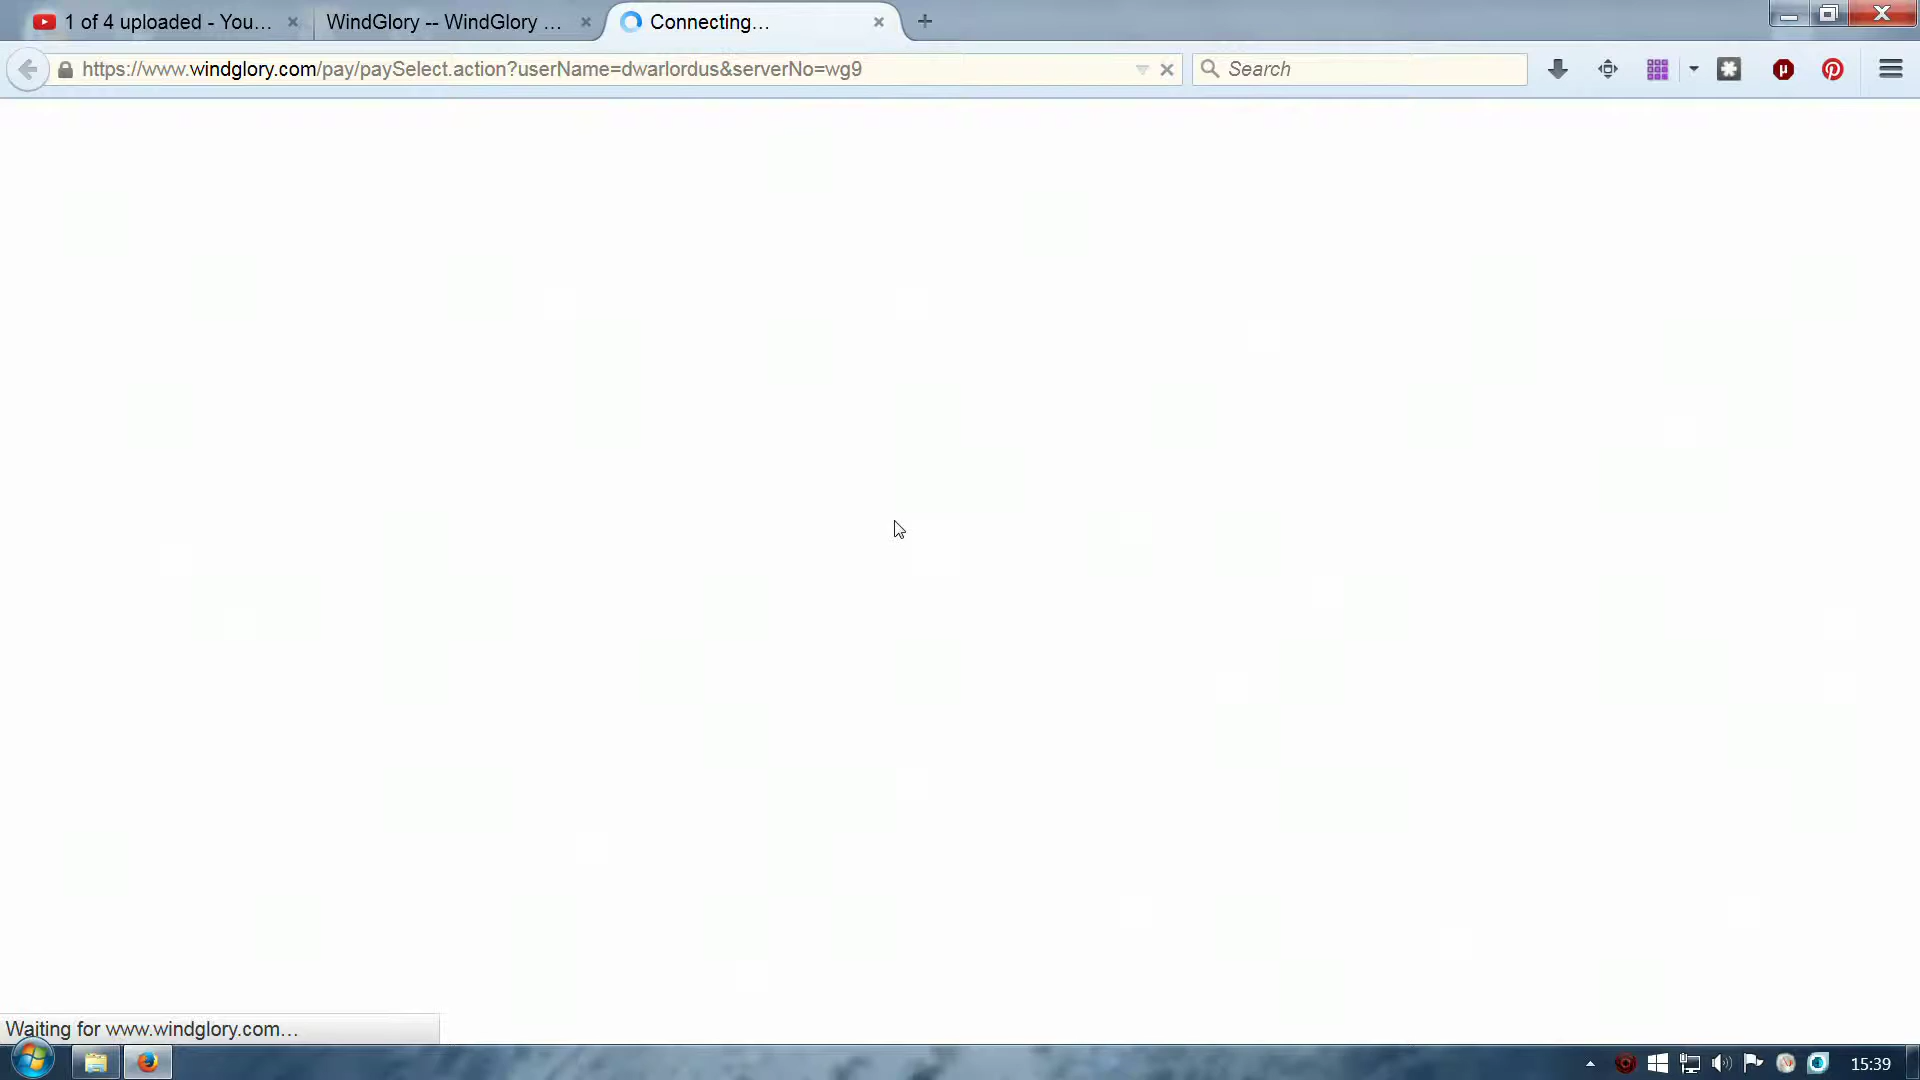 1 of 4 uploaded - You...
WindGlory -- WindGlory ...
Connecting...
https://www.windglory.com/pay/paySelect.action?userName=dwarlordus&serverNo=wg9
Search
Waiting for www.windglory.com...
15:39